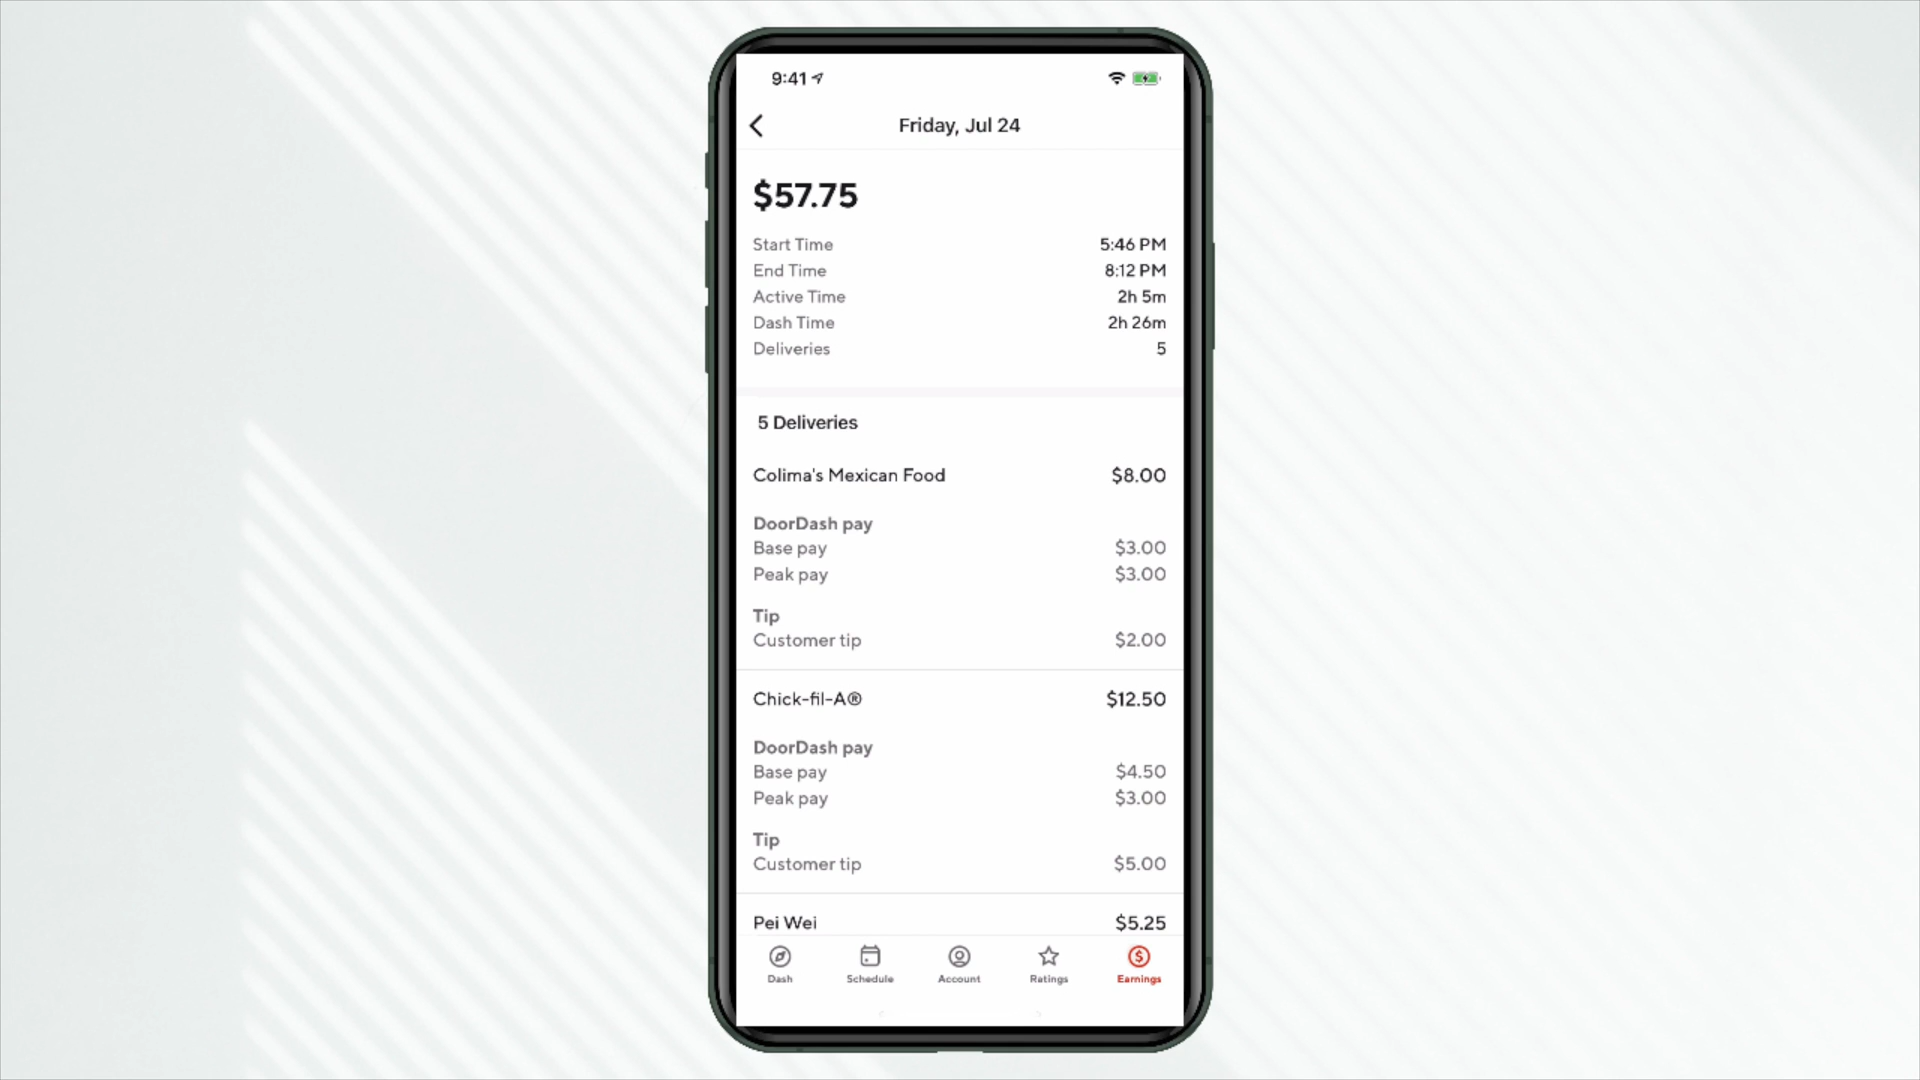 9:41
Friday, Jul 24
$57.75
Start Time 5:46 PM
End Time 8:12 PM
Active Time 2h 5m
Dash Time 2h 26m
Deliveries 5
5 Deliveries
Colima's Mexican Food $8.00
DoorDash pay
Base pay $3.00
Peak pay $3.00
Tip
Customer tip $2.00
Chick-fil-A® $12.50
DoorDash pay
Base pay $4.50
Peak pay $3.00
Tip
Customer tip $5.00
Pei Wei $5.25
Dash Schedule Account Ratings Earnings